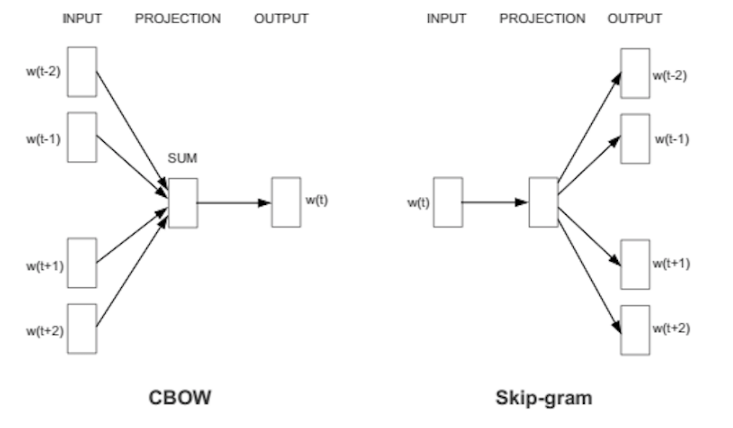 INPUT PROJECTION OUTPUT
w(t-2)
w(t-1)
SUM
w(t)
w(t+1)
w(t+2)
CBOW
INPUT PROJECTION OUTPUT
w(t-2)
w(t-1)
w(t)
w(t+1)
w(t+2)
Skip-gram